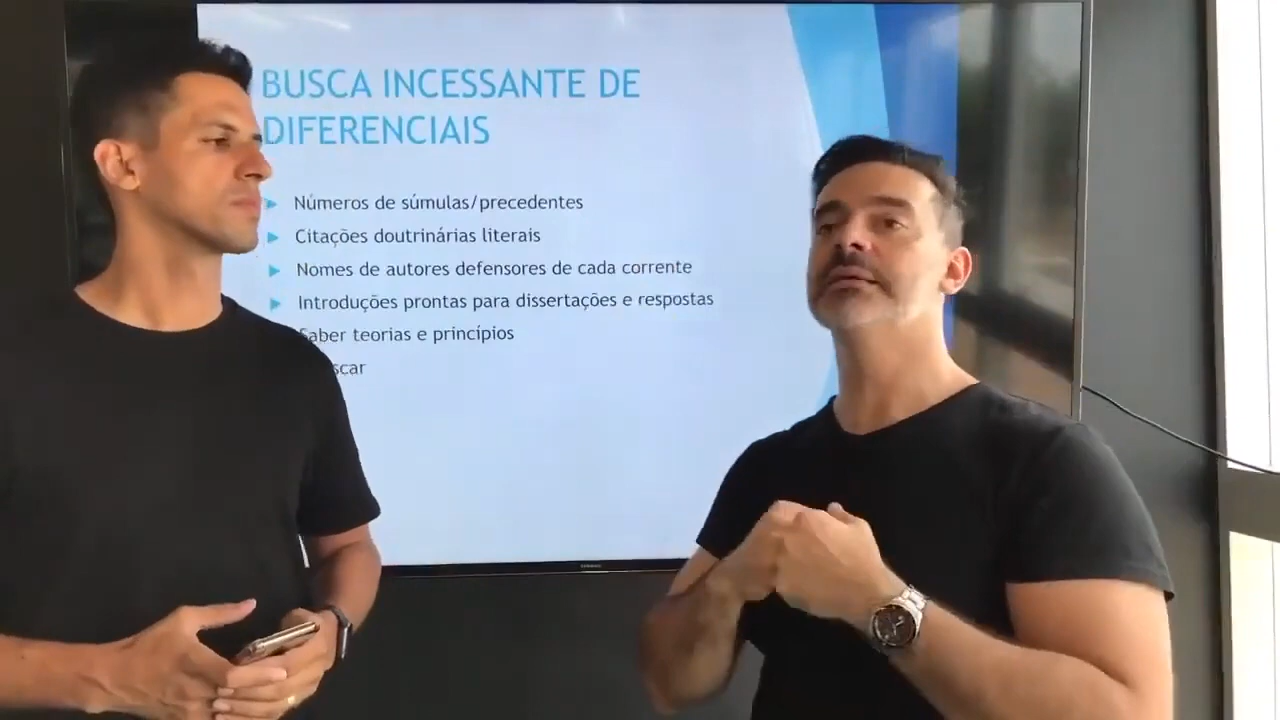 BUSCA INCESSANTE DE
DIFERENCIAIS
Números de súmulas/precedentes
Citações doutrinárias literais
Nomes de autores defensores de cada corrente
Introduções prontas para dissertações e respostas
Saber teorias e princípios
scar